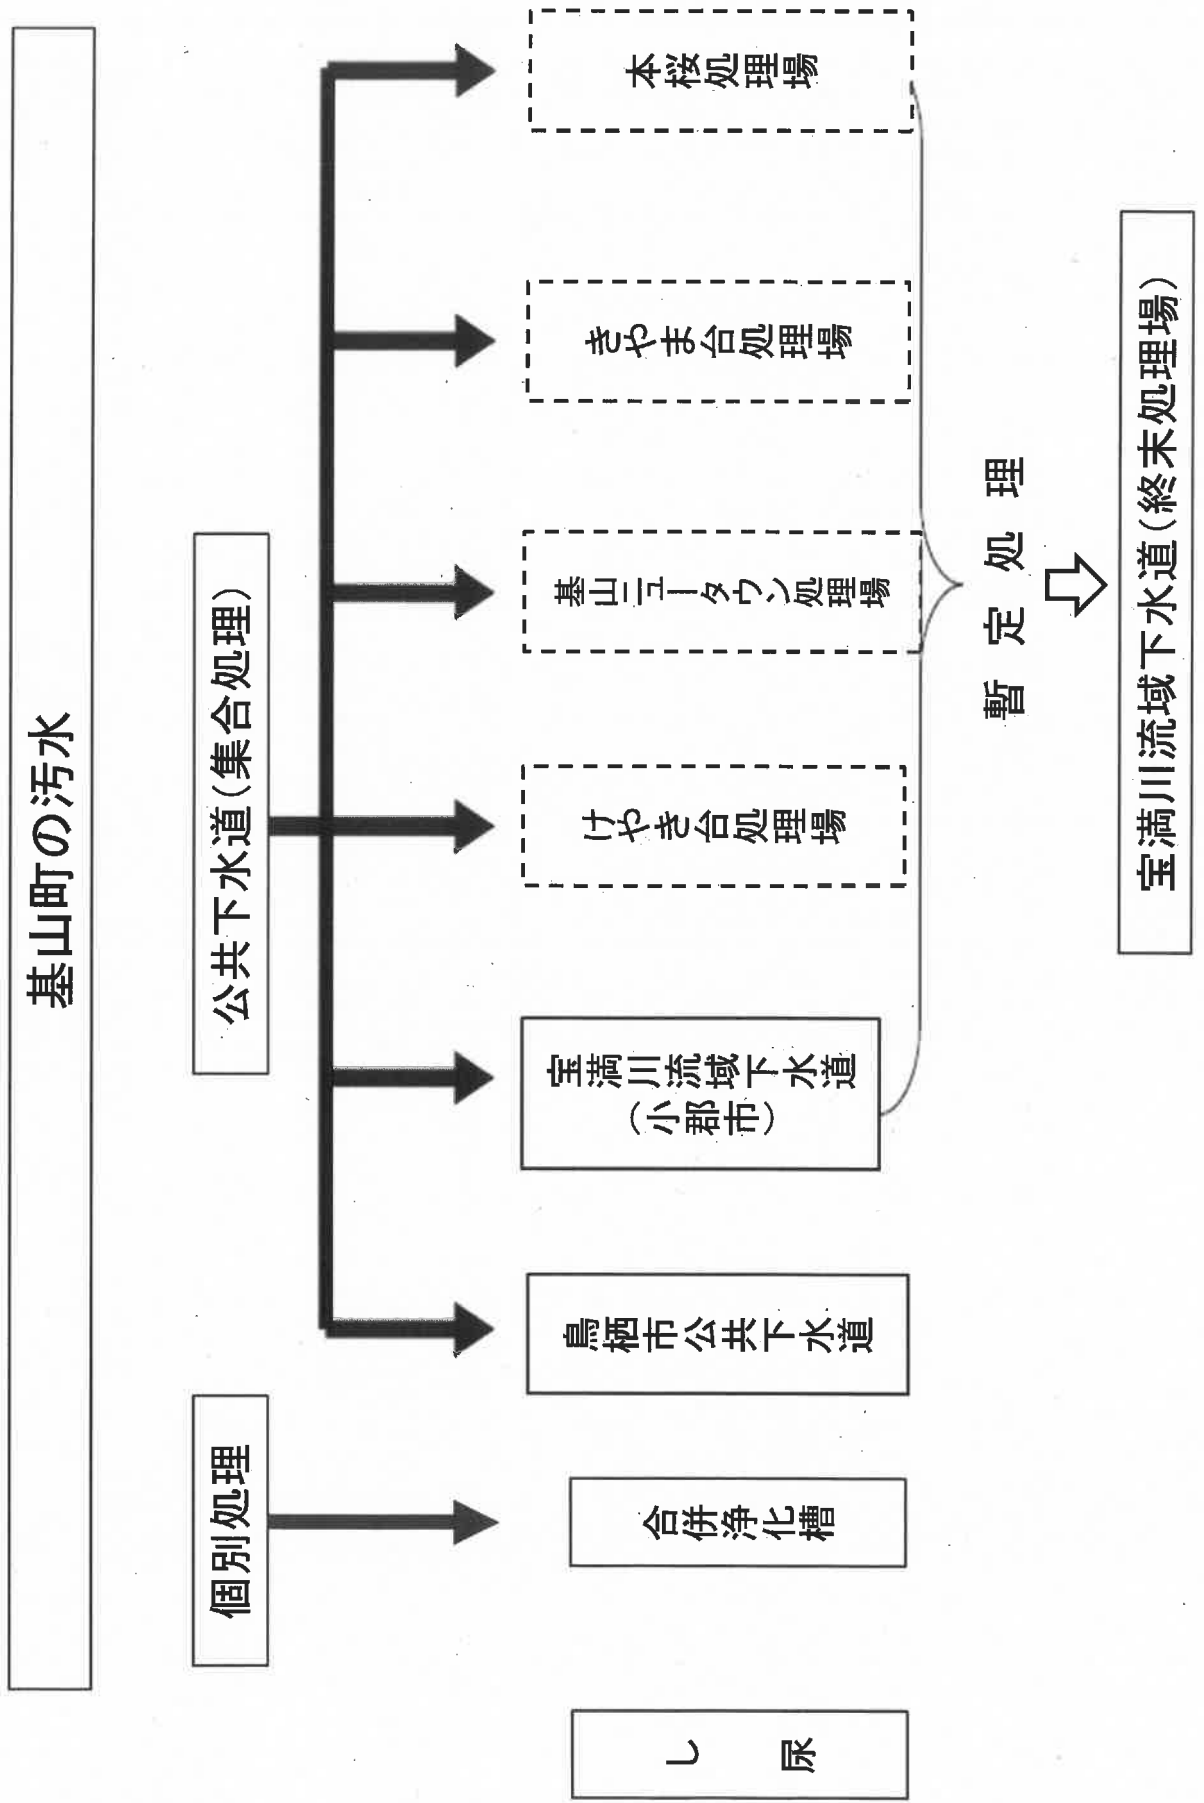 基山町の汚水
個別処理
公共下水道(集合処理)
し　尿
合併浄化槽
鳥栖市公共下水道
宝満川流域下水道
(小郡市)
けやき台処理場
基山ニュータウン処理場
きやま台処理場
本桜処理場
暫　定　処　理
宝満川流域下水道(終末処理場)